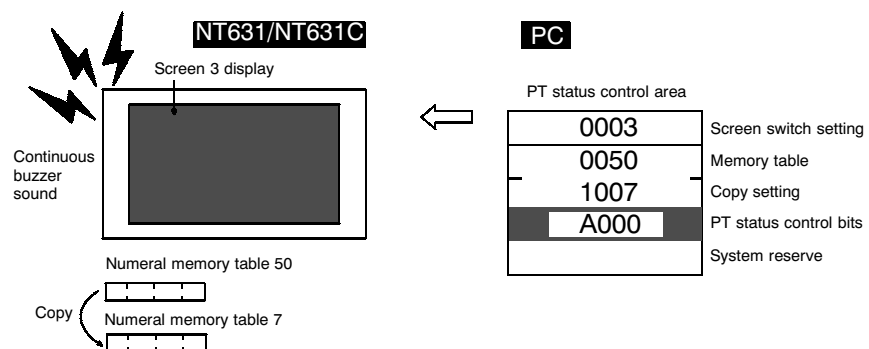 NT631/NT631C
PC
Screen 3 display
PT status control area
Continuous
buzzer
sound
0003
Screen switch setting
0050
Memory table
1007
Copy setting
A000
PT status control bits
System reserve
Numeral memory table 50
Copy
Numeral memory table 7